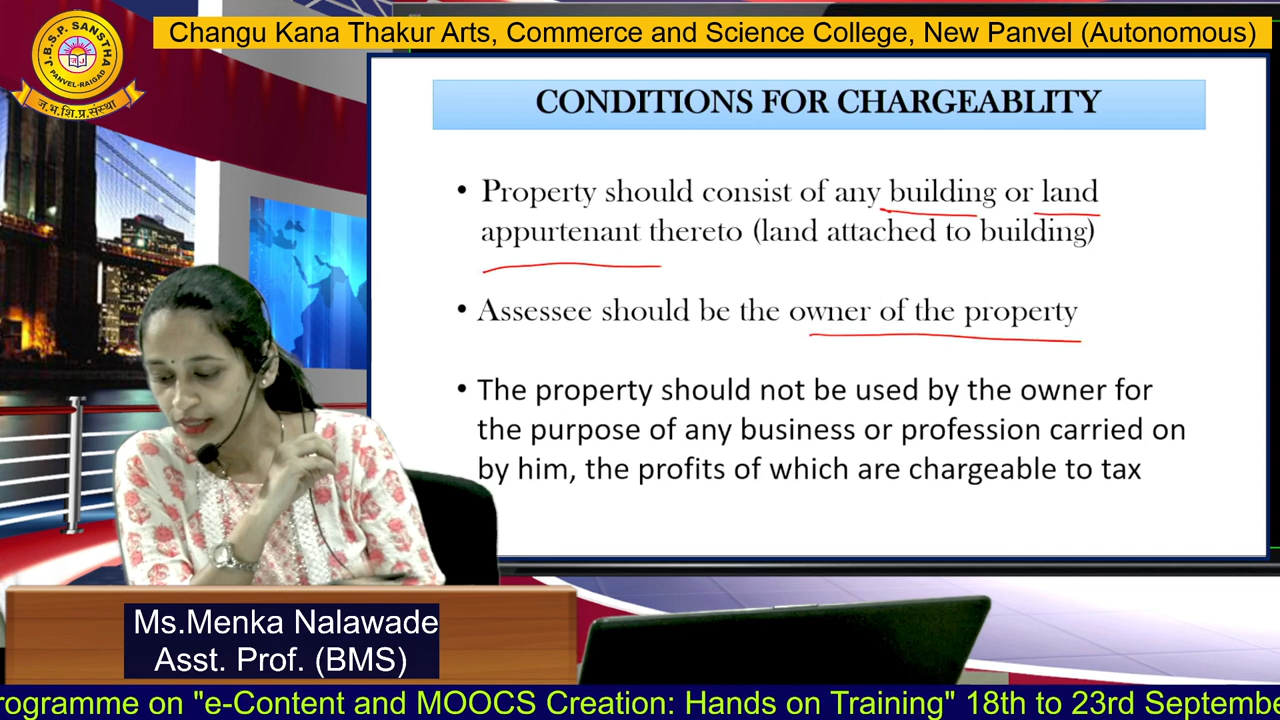 Changu Kana Thakur Arts, Commerce and Science College, New Panvel (Autonomous)
J.B.S.P. SANSTHA
PANVEL-RAIGAD
ज.भ.शि.प्र.संस्था
CONDITIONS FOR CHARGEABLITY
• Property should consist of any building or land
appurtenant thereto (land attached to building)
• Assessee should be the owner of the property
• The property should not be used by the owner for
the purpose of any business or profession carried on
by him, the profits of which are chargeable to tax
Ms.Menka Nalawade
Asst. Prof. (BMS)
rogramme on "e-Content and MOOCS Creation: Hands on Training" 18th to 23rd Septembe